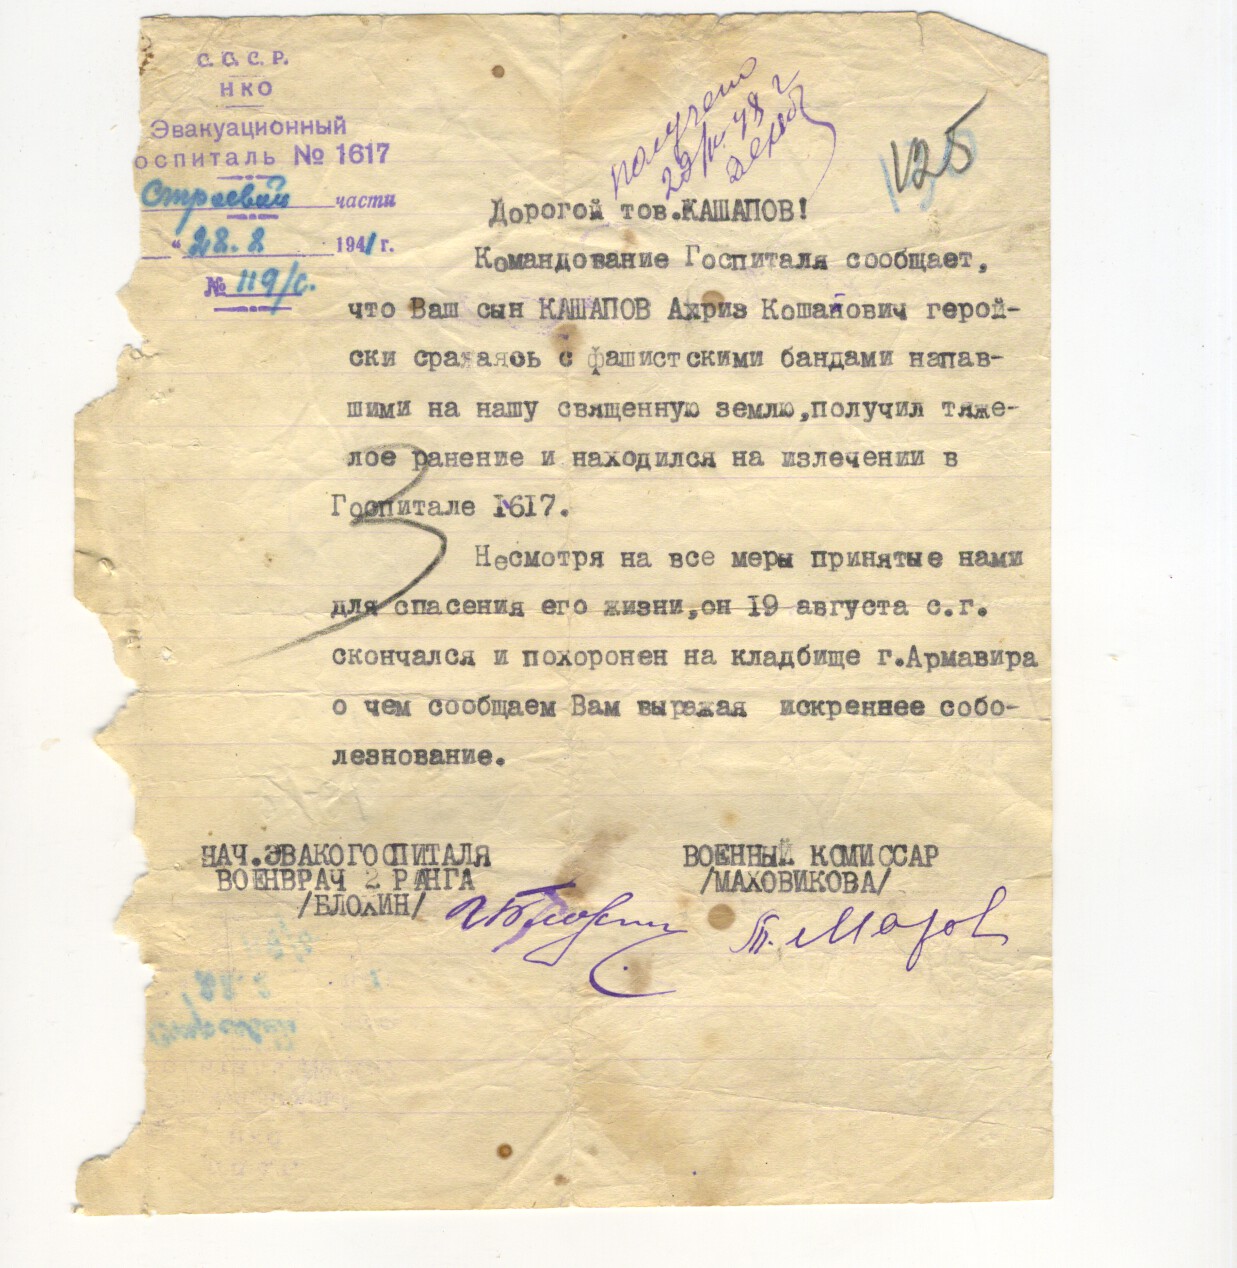 С. С. С. Р.
НКО
Эвакуационный
оспиталь № 1617
Строевой части
"28. 8 1941 г.
№ 119/с.
получено
125
Дорогой тов.КАШАПОВ!
Командование Госпиталя сообщает,
что Ваш сын КАШАПОВ Ахриз Кошапович герой-
ски сражаясь с фашистскими бандами напав-
шими на нашу священную землю,получил тяже-
лое ранение и находился на излечении в
Госпитале 1617.
3
Несмотря на все меры принятые нами
для спасения его жизни,он 19 августа с.г.
скончался и похоронен на кладбище г.Армавира
о чем сообщаем Вам выражая искреннее собо-
лезнование.
НАЧ.ЭВАКОГОСПИТАЛЯ
ВОЕНВРАЧ 2 РАНГА
/БЛОХИН/
ВОЕННЫЙ КОМИССАР
/МАХОВИКОВА/
Т. Махов